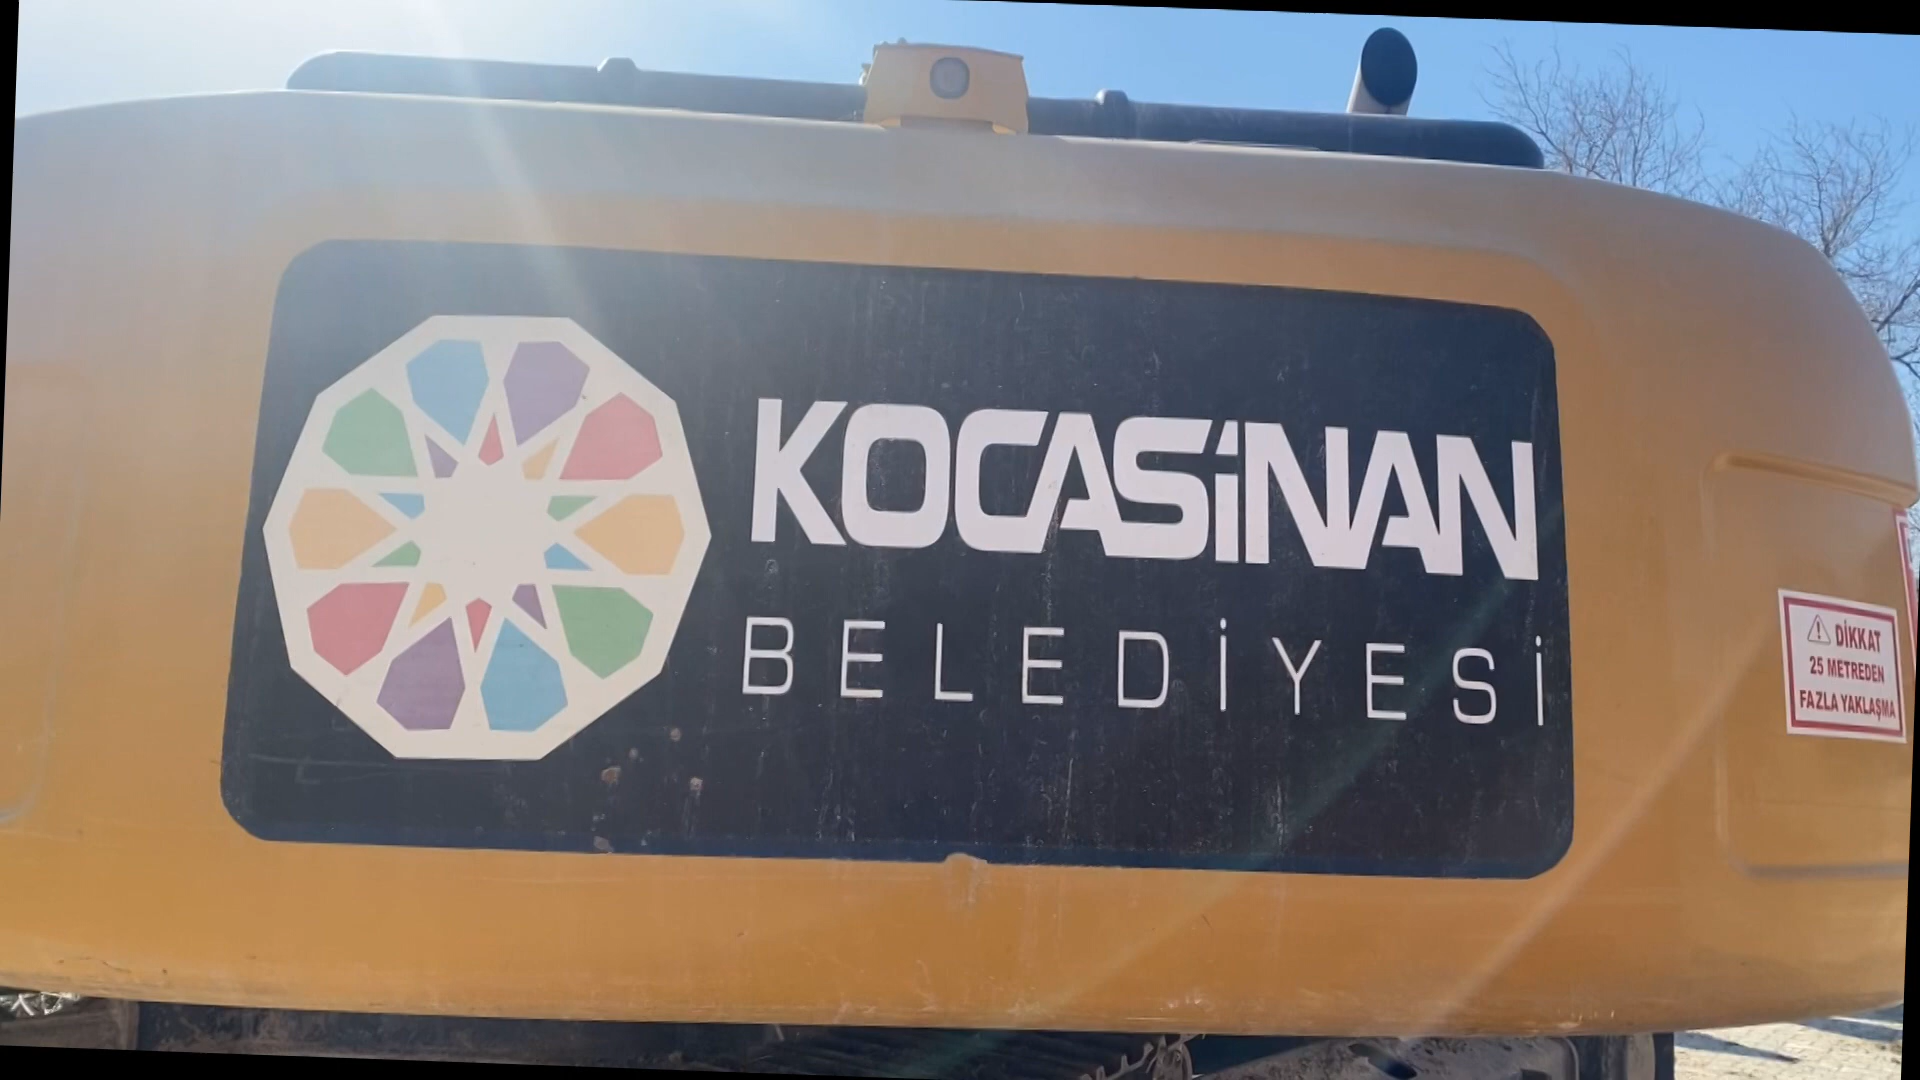 KOCASİNAN
BELEDİYESİ
DİKKAT
25 METREDEN
FAZLA YAKLAŞMA